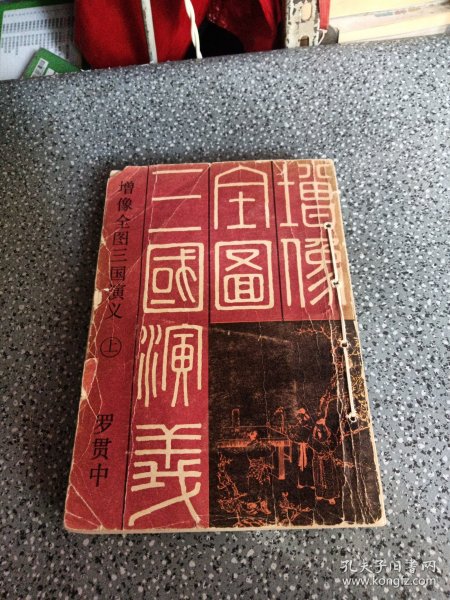 增像
全图
三國演義
增像全图三国演义 上
罗贯中
孔夫子旧书网
www.kongfz.com